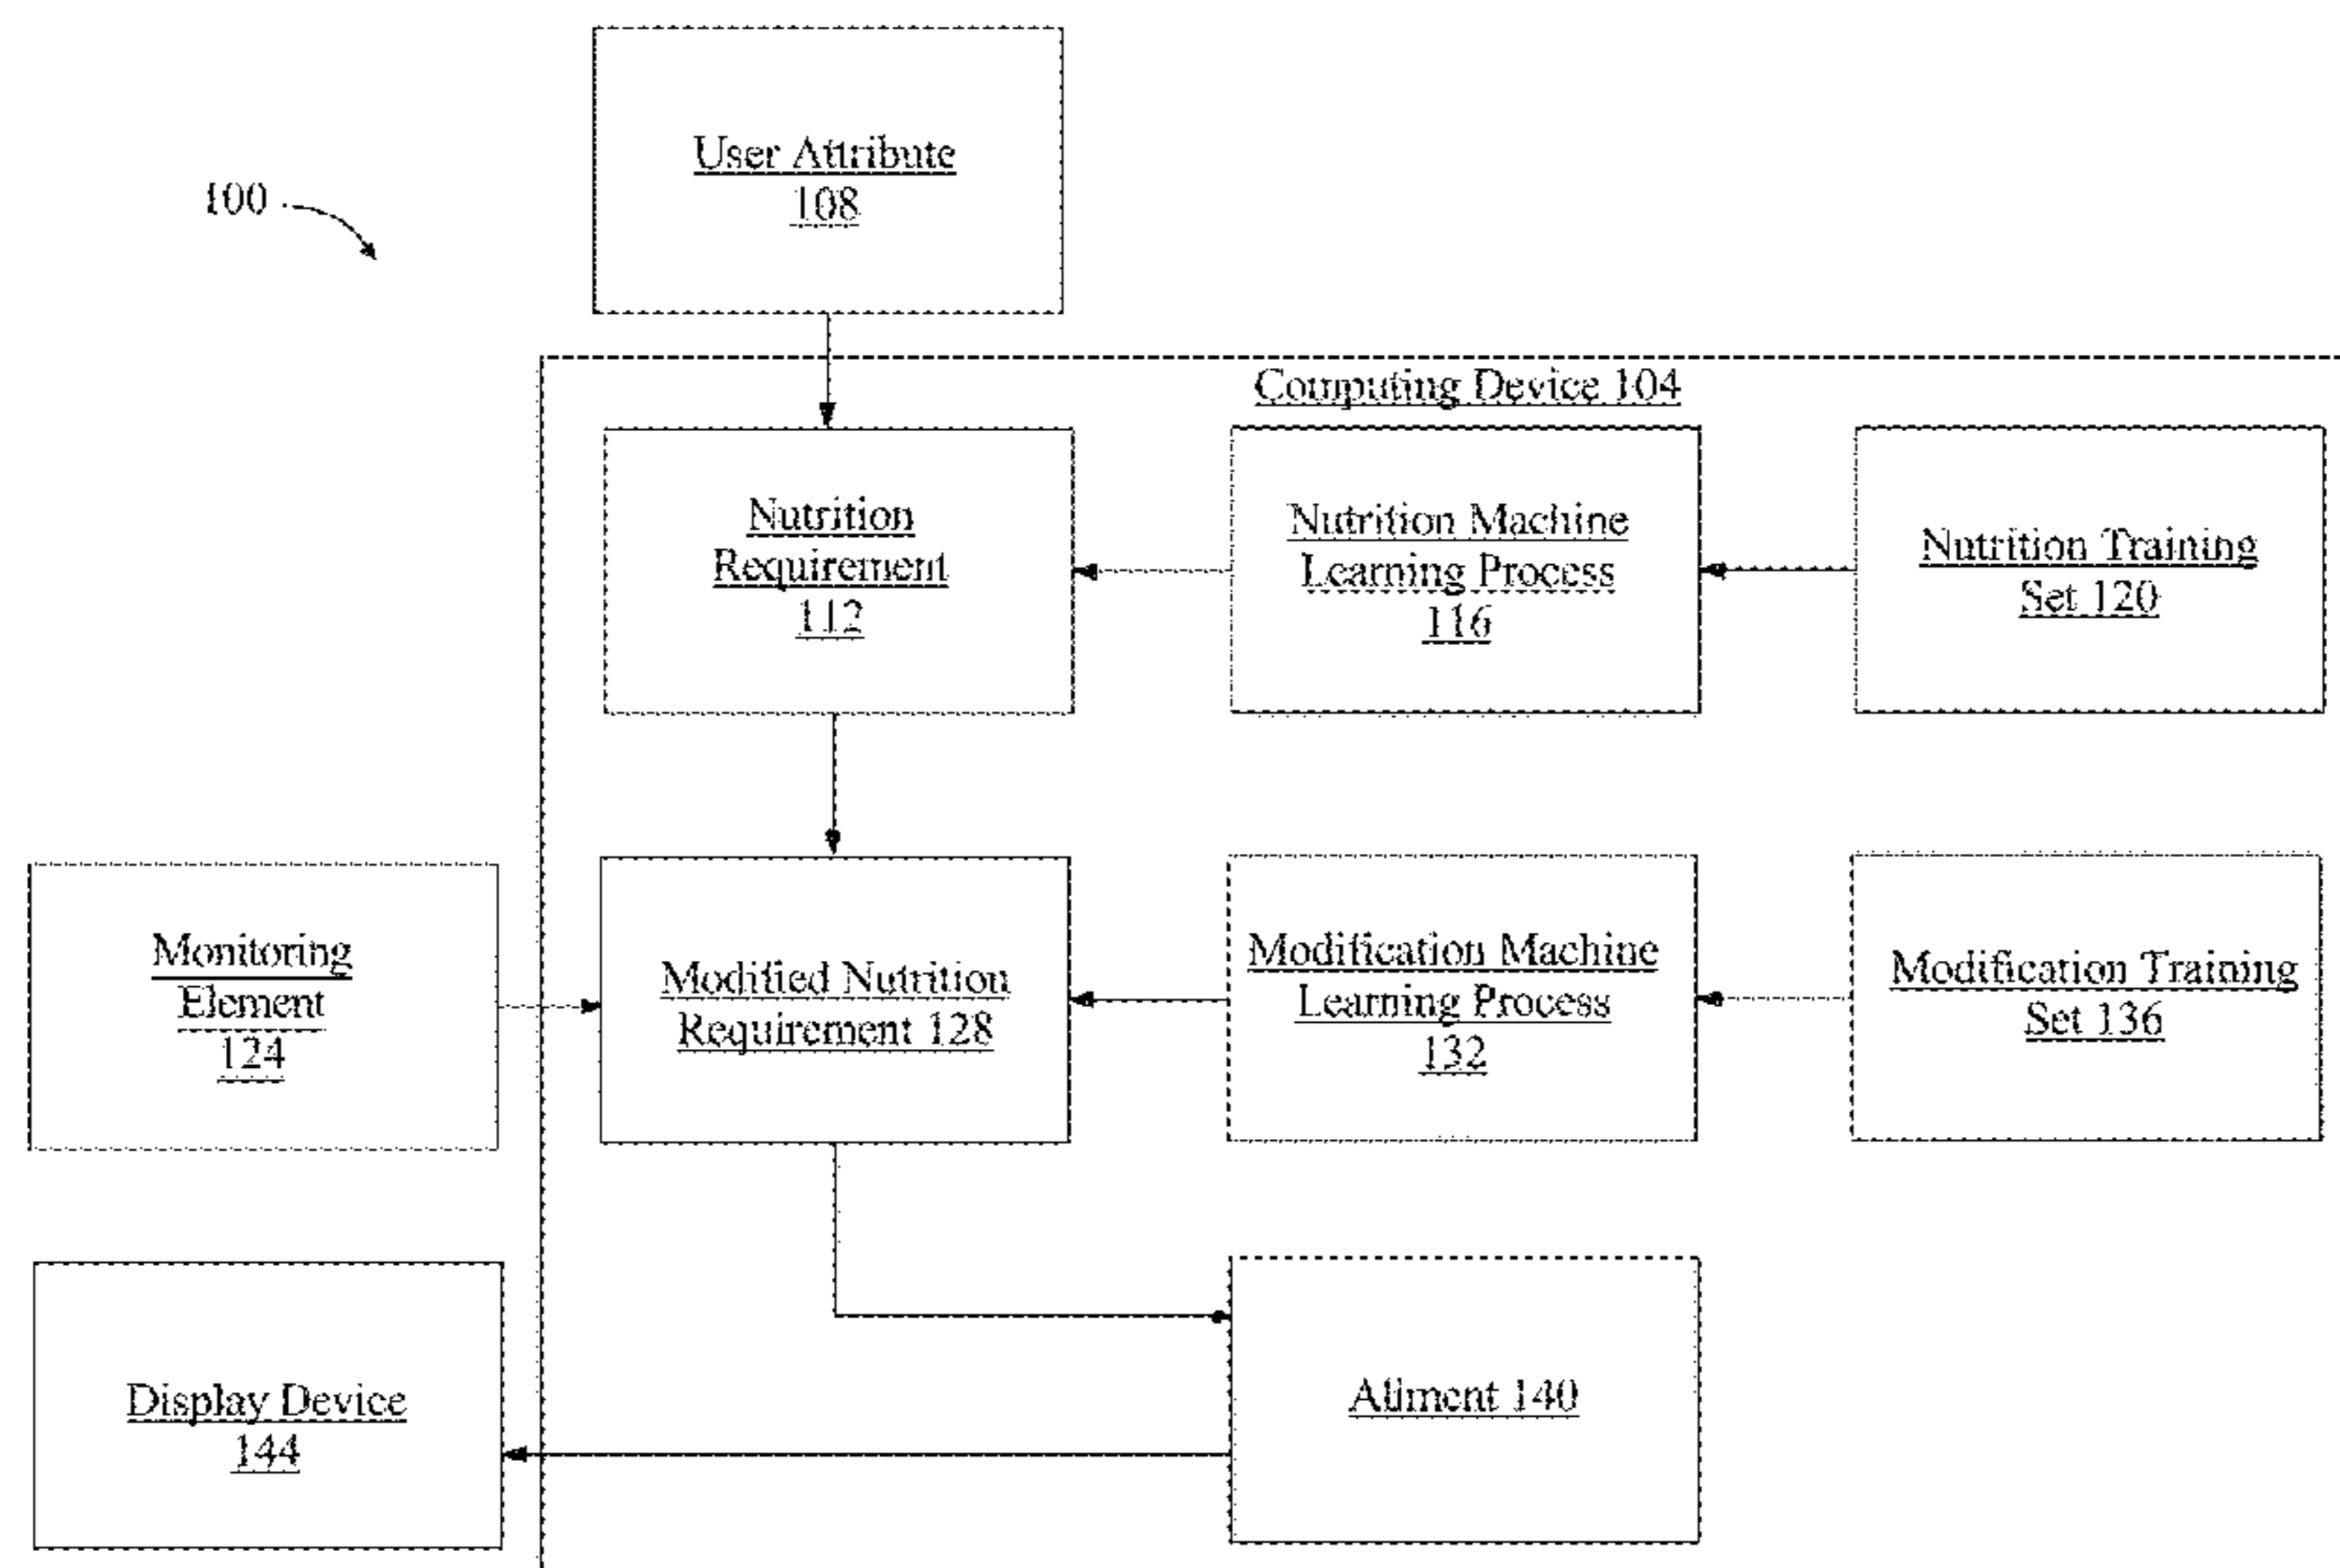 User Attribute
108
100
Computing Device 104
Nutrition
Requirement
112
Nutrition Machine
Learning Process
116
Nutrition Training
Set 120
Monitoring
Element
124
Modified Nutrition
Requirement 128
Modification Machine
Learning Process
132
Modification Training
Set 136
Display Device
144
Aliment 140